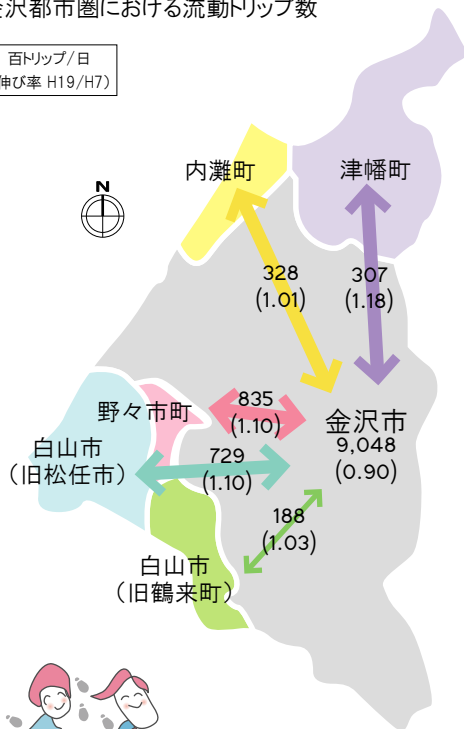 金沢都市圏における流動トリップ数
百トリップ/日
伸び率 H19/H7)
内灘町
津幡町
N
328
(1.01)
307
(1.18)
835
(1.10)
野々市町
金沢市
9,048
(0.90)
白山市
（旧松任市）
729
(1.10)
188
(1.03)
白山市
（旧鶴来町）